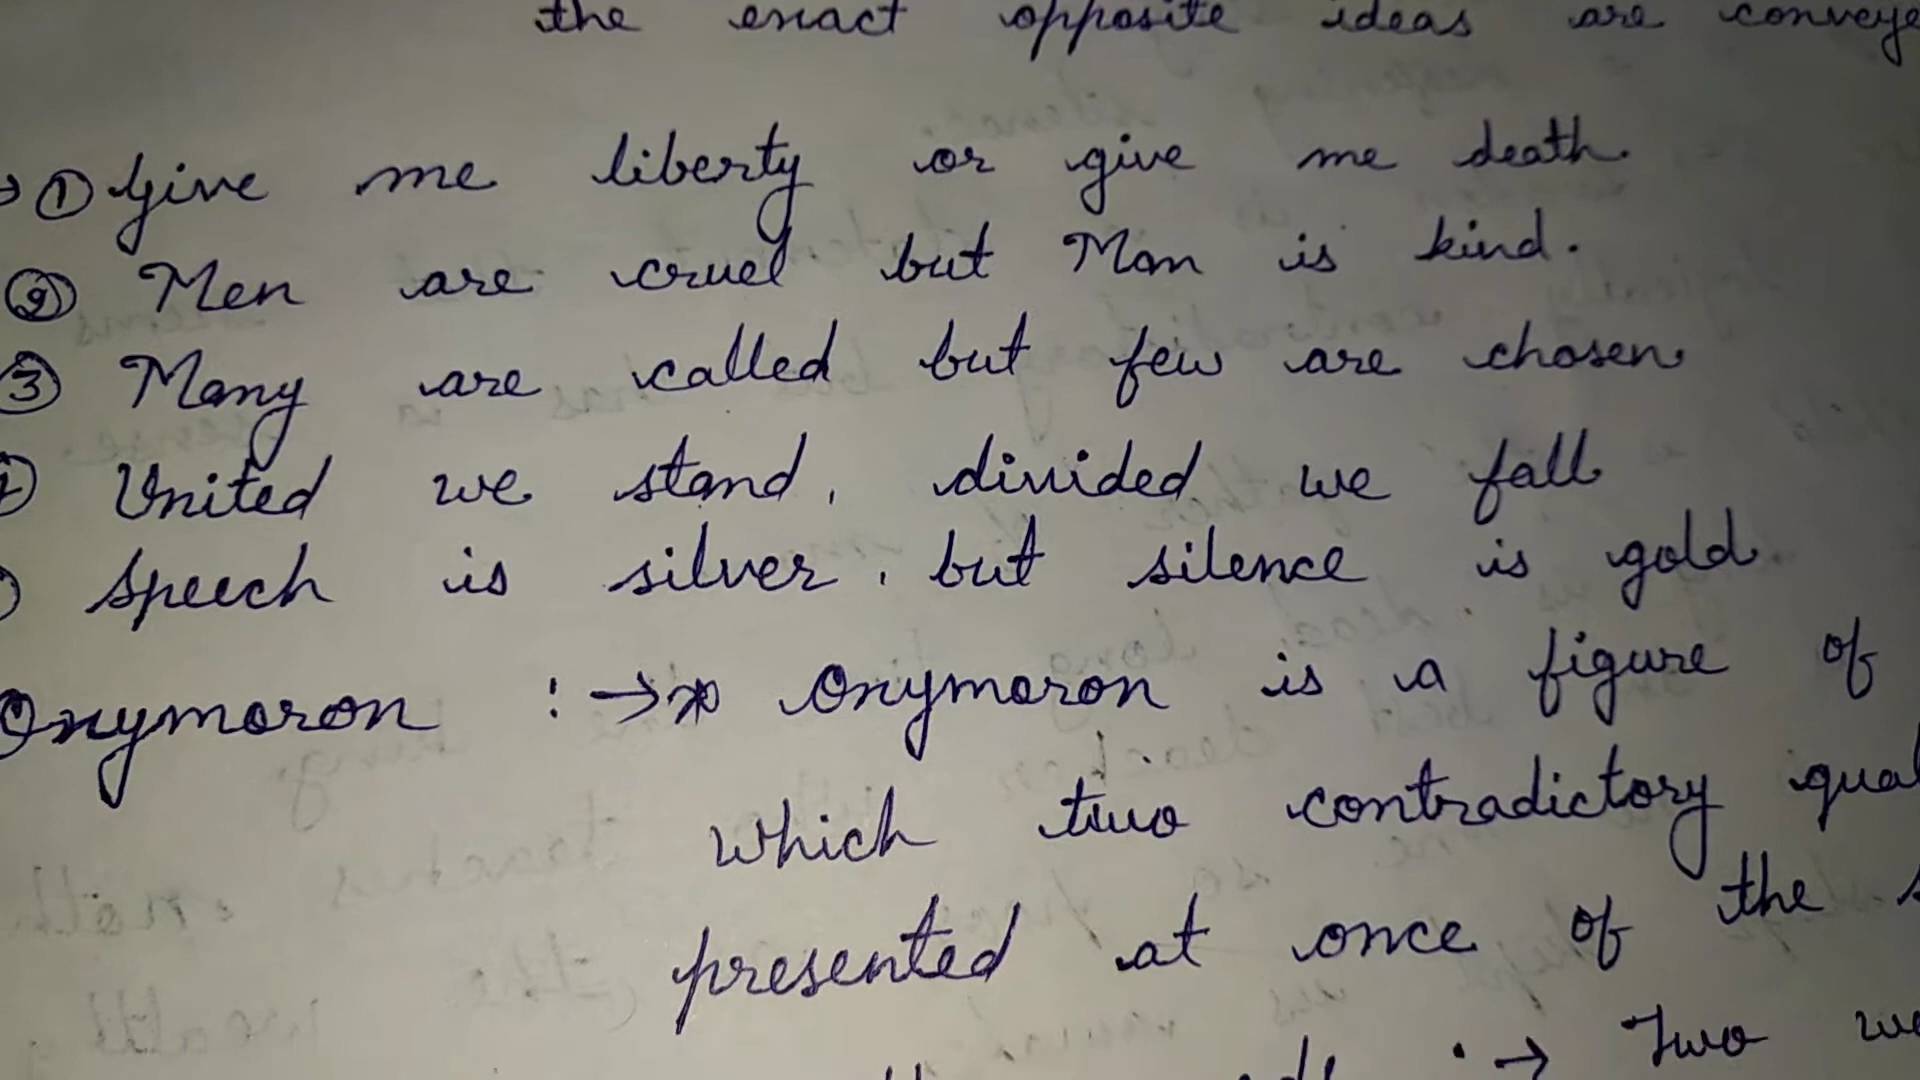 the exact opposite ideas are conveye
① Give me liberty or give me death.
② Men are cruel but Man is kind.
③ Many are called but few are chosen
United we stand, divided we fall
Speech is silver, but silence is gold.
Oxymoron : → * Oxymoron is a figure of
which two contradictory qual
presented at once of the s
: → Two we